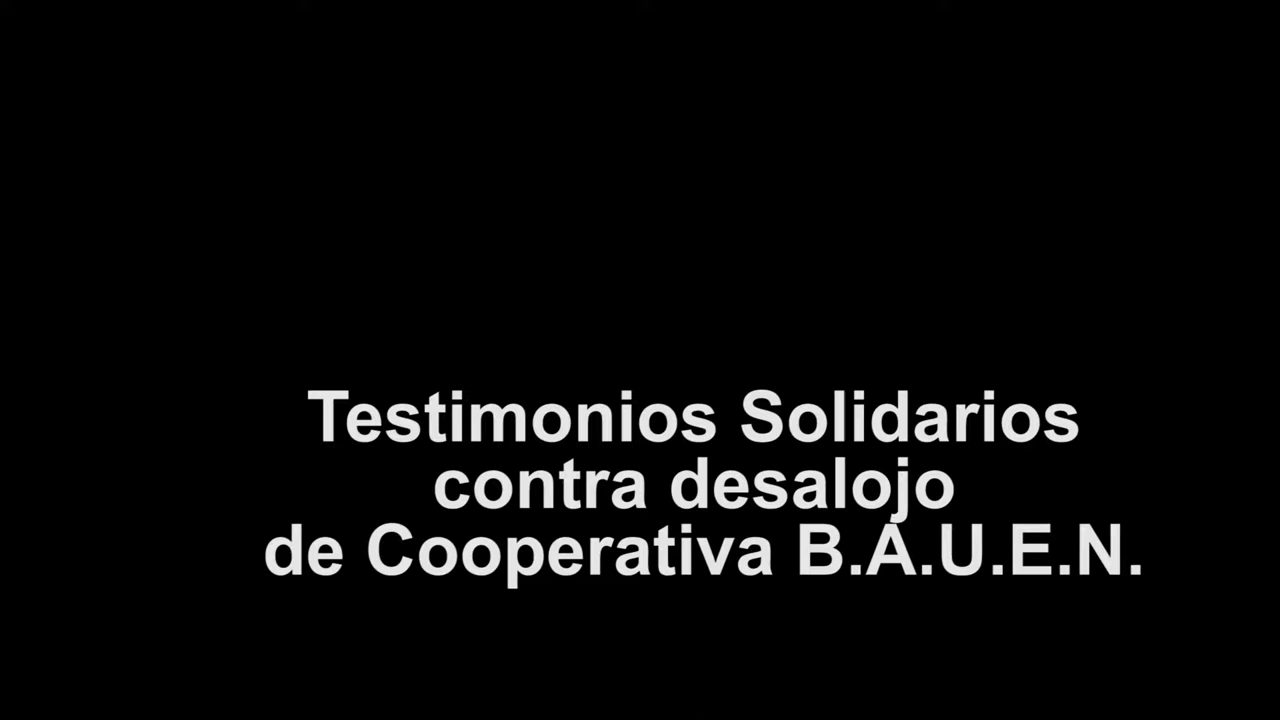 Testimonios Solidarios
contra desalojo
de Cooperativa B.A.U.E.N.